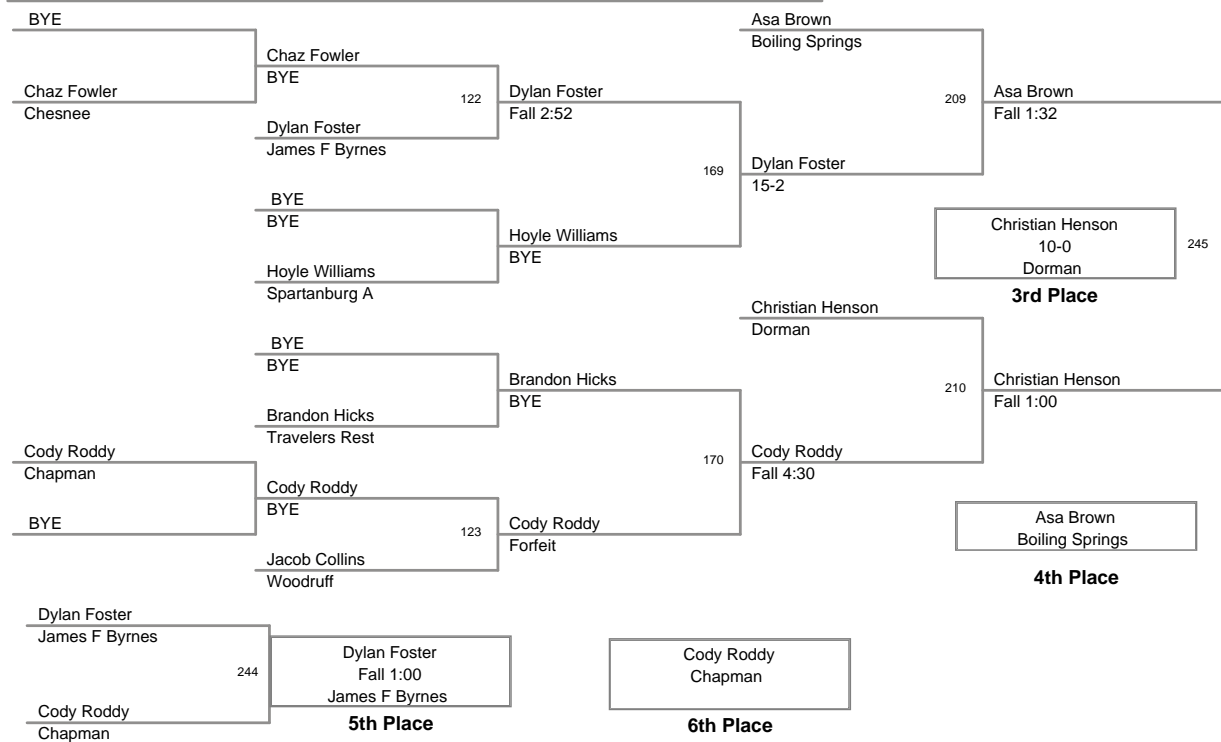 BYE
Chaz Fowler
Chesnee
Chaz Fowler
BYE
122
Dylan Foster
James F Byrnes
Dylan Foster
Fall 2:52
BYE
BYE
Hoyle Williams
Spartanburg A
Hoyle Williams
BYE
169
Dylan Foster
15-2
Asa Brown
Boiling Springs
209
Asa Brown
Fall 1:32
Christian Henson
10-0
Dorman
245
3rd Place
BYE
BYE
Brandon Hicks
Travelers Rest
Brandon Hicks
BYE
Cody Roddy
Chapman
BYE
Cody Roddy
BYE
123
Jacob Collins
Woodruff
Cody Roddy
Forfeit
170
Cody Roddy
Fall 4:30
Christian Henson
Dorman
210
Christian Henson
Fall 1:00
Asa Brown
Boiling Springs
4th Place
Dylan Foster
James F Byrnes
244
Cody Roddy
Chapman
Dylan Foster
Fall 1:00
James F Byrnes
5th Place
Cody Roddy
Chapman
6th Place